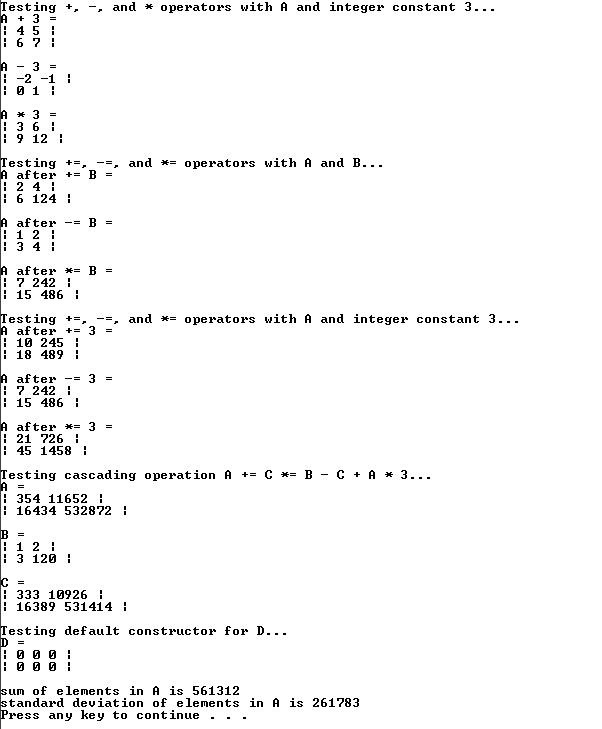 Testing +, -, and * operators with A and integer constant 3...
A + 3 =
¦ 4 5 ¦
¦ 6 7 ¦
A - 3 =
¦ -2 -1 ¦
¦ 0 1 ¦
A * 3 =
¦ 3 6 ¦
¦ 9 12 ¦
Testing +=, -=, and *= operators with A and B...
A after += B =
¦ 2 4 ¦
¦ 6 124 ¦
A after -= B =
¦ 1 2 ¦
¦ 3 4 ¦
A after *= B =
¦ 7 242 ¦
¦ 15 486 ¦
Testing +=, -=, and *= operators with A and integer constant 3...
A after += 3 =
¦ 10 245 ¦
¦ 18 489 ¦
A after -= 3 =
¦ 7 242 ¦
¦ 15 486 ¦
A after *= 3 =
¦ 21 726 ¦
¦ 45 1458 ¦
Testing cascading operation A += C *= B - C + A * 3...
A =
¦ 354 11652 ¦
¦ 16434 532872 ¦
B =
¦ 1 2 ¦
¦ 3 120 ¦
C =
¦ 333 10926 ¦
¦ 16389 531414 ¦
Testing default constructor for D...
D =
¦ 0 0 0 ¦
¦ 0 0 0 ¦
sum of elements in A is 561312
standard deviation of elements in A is 261783
Press any key to continue . . .